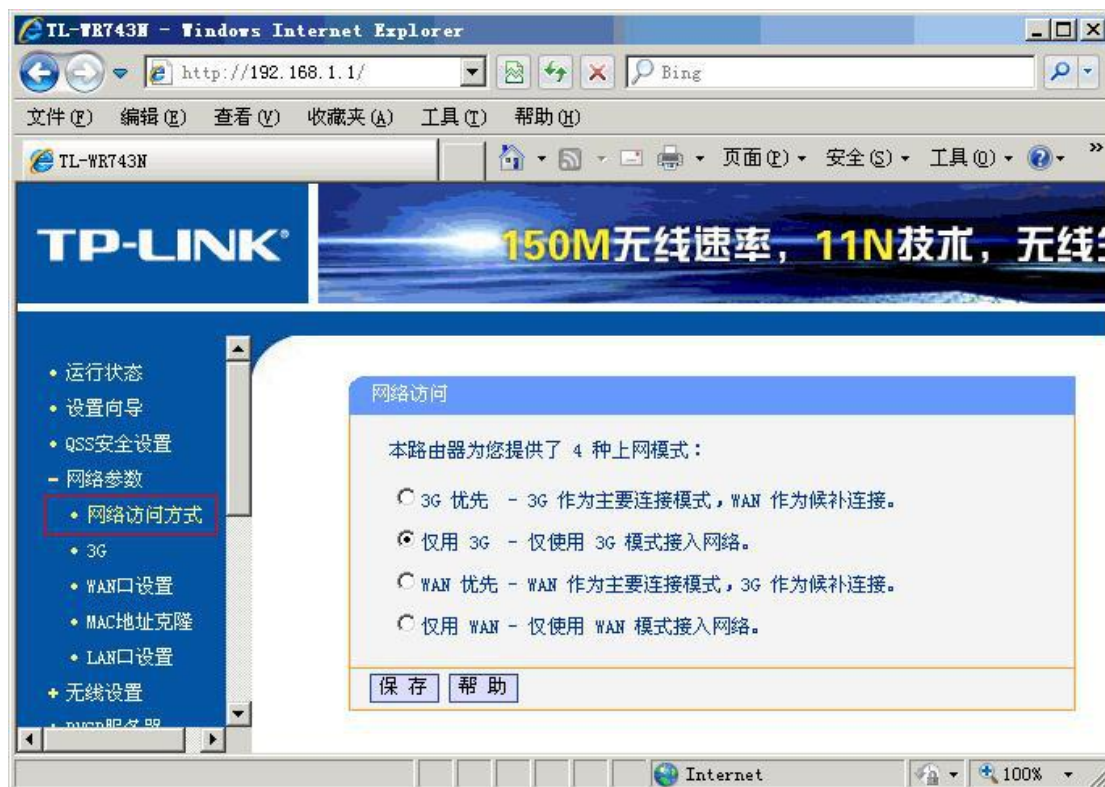 TL-WR743N - Windows Internet Explorer
http://192.168.1.1/
Bing
文件(F) 编辑(E) 查看(V) 收藏夹(A) 工具(T) 帮助(H)
TL-WR743N
页面(P) 安全(S) 工具(O) »
TP-LINK®
150M无线速率，11N技术，无线
运行状态
设置向导
QSS安全设置
网络参数
网络访问方式
3G
WAN口设置
MAC地址克隆
LAN口设置
无线设置
DHCP服务器
网络访问
本路由器为您提供了 4 种上网模式：
3G 优先 - 3G 作为主要连接模式，WAN 作为候补连接。
仅用 3G - 仅使用 3G 模式接入网络。
WAN 优先 - WAN 作为主要连接模式，3G 作为候补连接。
仅用 WAN - 仅使用 WAN 模式接入网络。
保 存 帮 助
Internet
100%